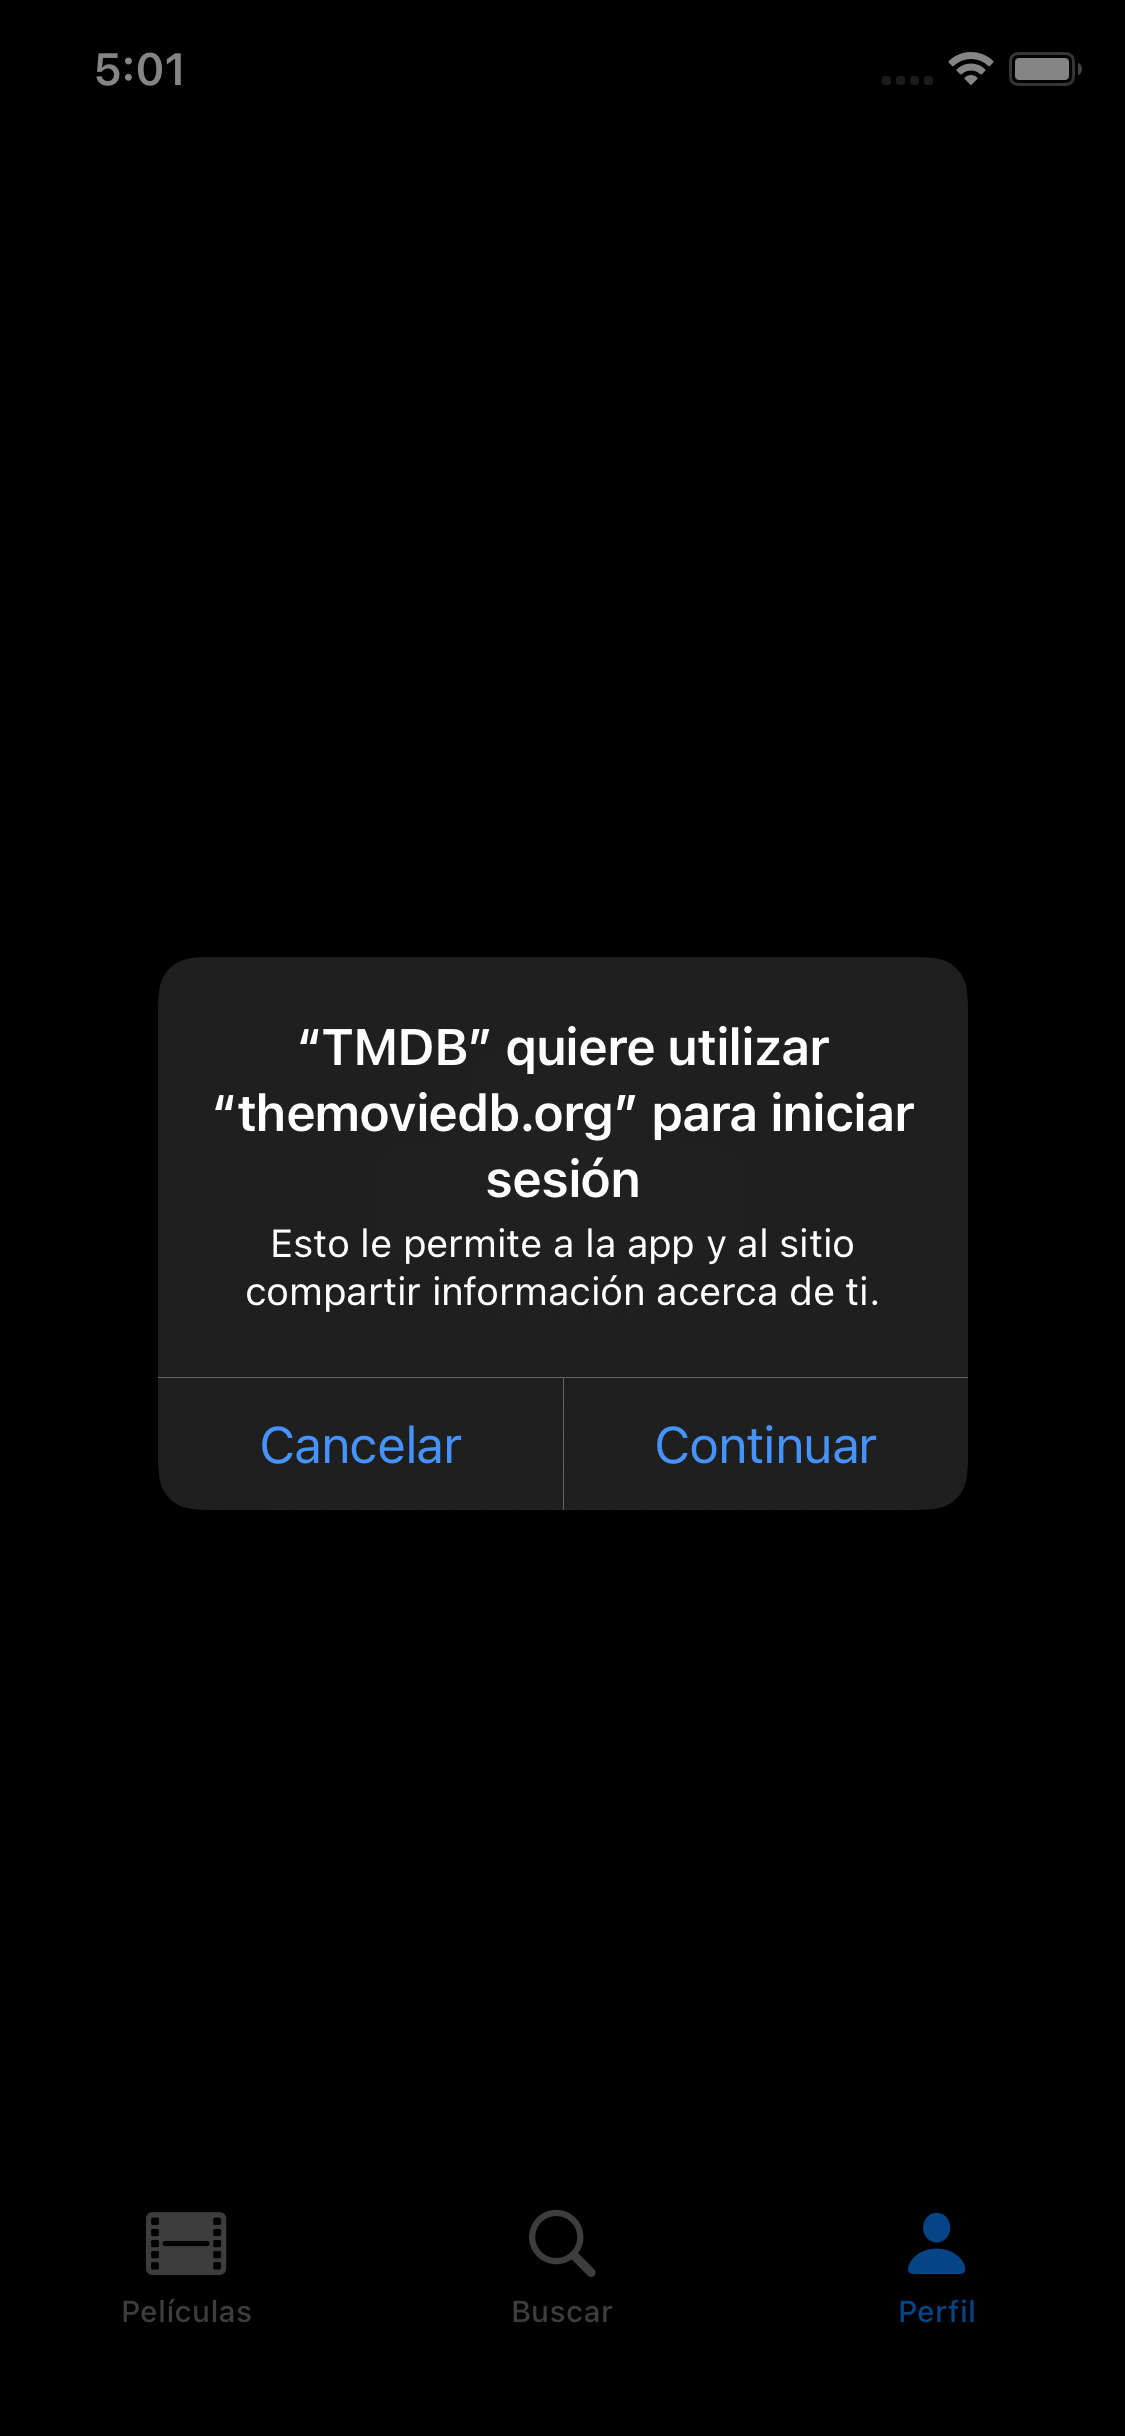 5:01
“TMDB” quiere utilizar
“themoviedb.org” para iniciar
sesión
Esto le permite a la app y al sitio
compartir información acerca de ti.
Cancelar
Continuar
Películas
Buscar
Perfil